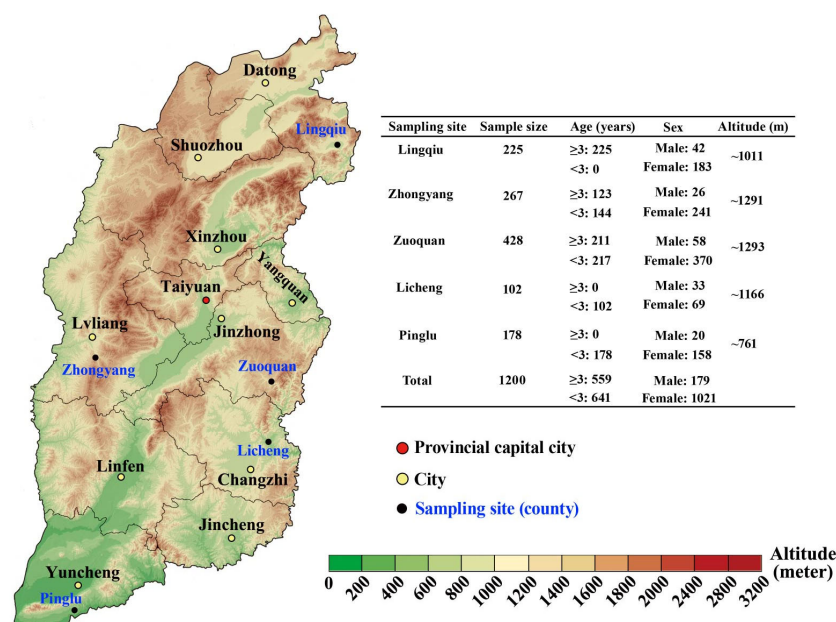 Datong
Lingqiu
Shuozhou
Xinzhou
Yangquan
Taiyuan
Lvliang
Jinzhong
Zhongyang
Zuoquan
Licheng
Linfen
Changzhi
Jincheng
Yuncheng
Pinglu
Sampling site Sample size Age (years) Sex Altitude (m)
Lingqiu 225 ≥3: 225 Male: 42 ~1011
<3: 0 Female: 183
Zhongyang 267 ≥3: 123 Male: 26 ~1291
<3: 144 Female: 241
Zuoquan 428 ≥3: 211 Male: 58 ~1293
<3: 217 Female: 370
Licheng 102 ≥3: 0 Male: 33 ~1166
<3: 102 Female: 69
Pinglu 178 ≥3: 0 Male: 20 ~761
<3: 178 Female: 158
Total 1200 ≥3: 559 Male: 179
<3: 641 Female: 1021
Provincial capital city
City
Sampling site (county)
Altitude
(meter)
0 200 400 600 800 1000 1200 1400 1600 1800 2000 2400 2800 3200